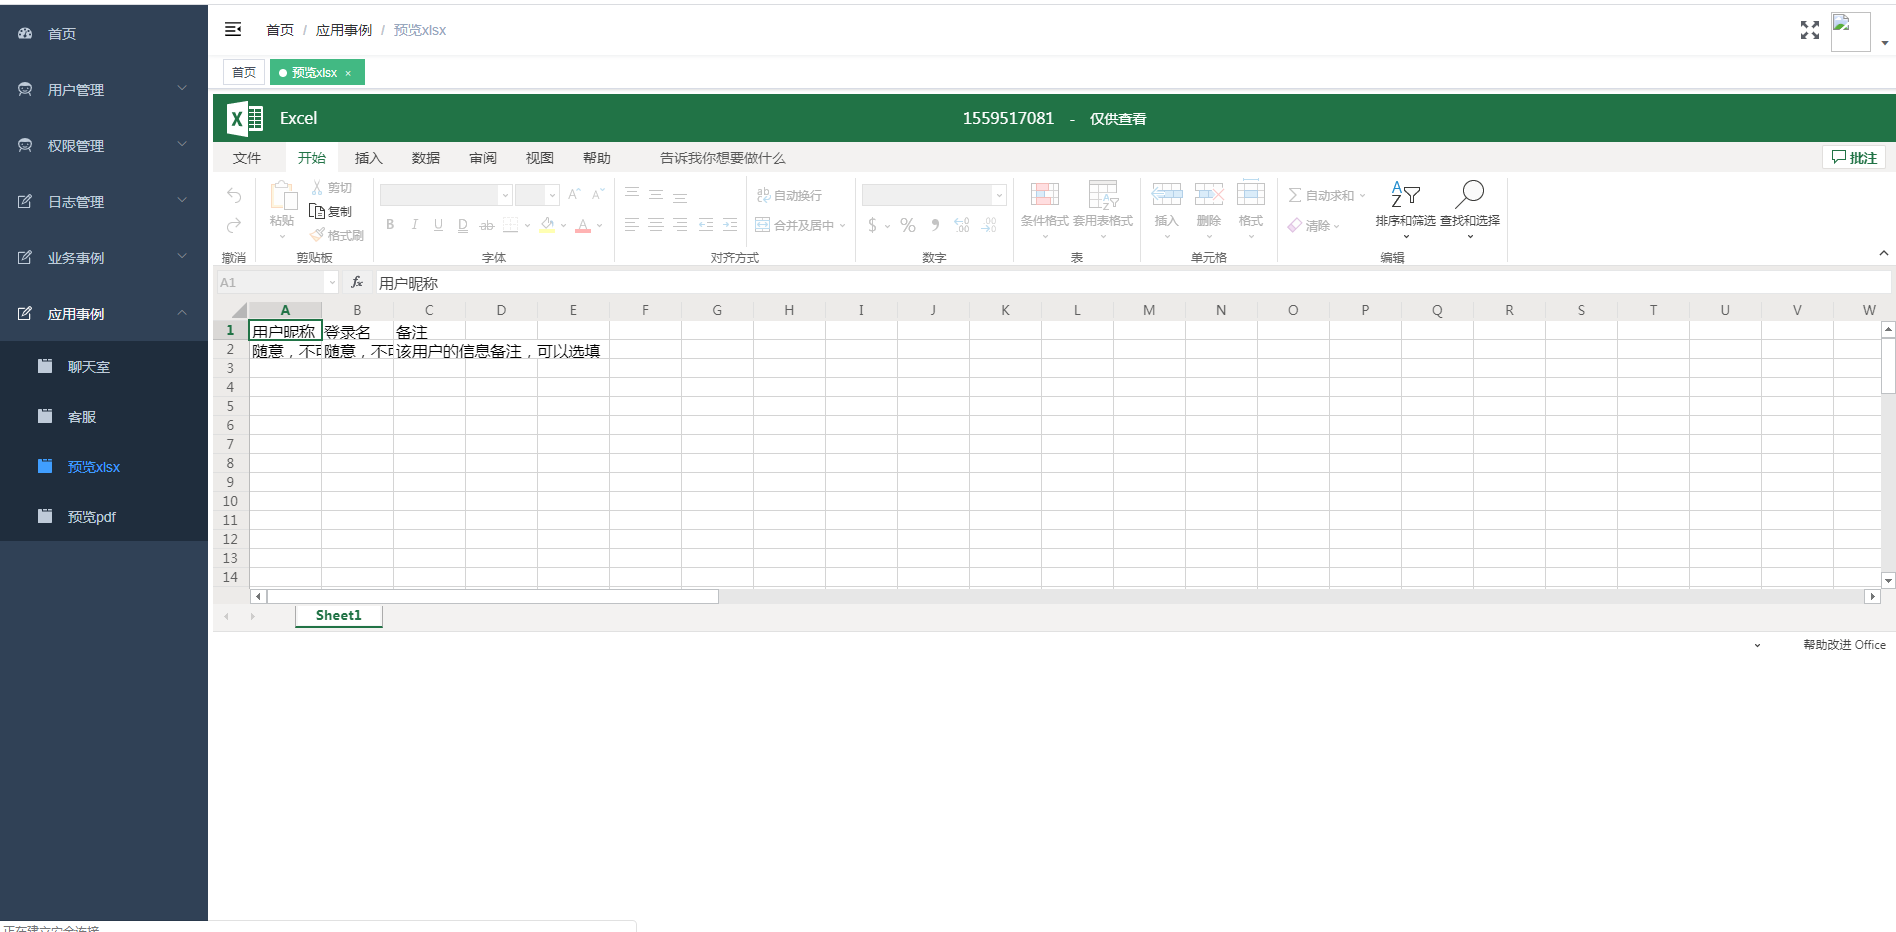 首页
用户管理
权限管理
日志管理
业务事例
应用事例
聊天室
客服
预览xlsx
预览pdf
首页 / 应用事例 / 预览xlsx
首页 预览xlsx ×
Excel 1559517081 - 仅供查看
文件 开始 插入 数据 审阅 视图 帮助 告诉我你想要做什么 批注
撤消
粘贴 剪切 复制 格式刷
剪贴板
A A
B I U D ab A
字体
自动换行
合并及居中
对齐方式
$ % , .00 .00
数字
条件格式 套用表格式
表
插入 删除 格式
单元格
自动求和
清除
排序和筛选 查找和选择
编辑
A1 fx 用户昵称
A B C D E F G H I J K L M N O P Q R S T U V W
1 用户昵称 登录名 备注
2 随意，不 随意，不 该用户的信息备注，可以选填
3
4
5
6
7
8
9
10
11
12
13
14
Sheet1
帮助改进 Office
正在建立安全连接